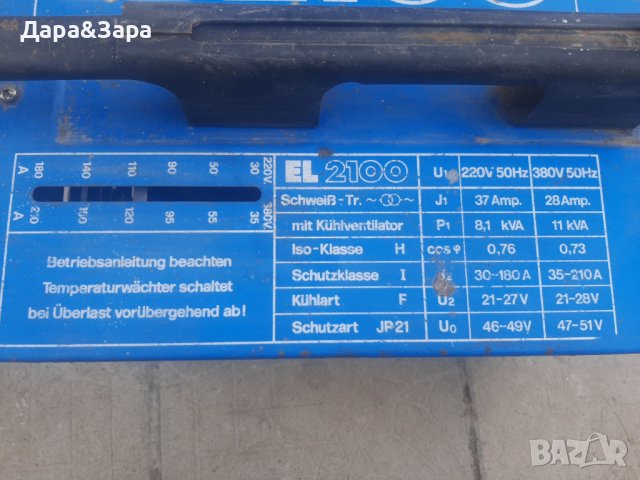 Дара&Зара
EL 2100 U1 220V 50Hz 380V 50Hz
Schweiß-Tr. J1 37 Amp. 28 Amp.
mit Kühlventilator P1 8,1 kVA 11 kVA
Iso-Klasse H cos φ 0,76 0,73
Schutzklasse I 30-180A 35-210A
Kühlart F U2 21-27V 21-28V
Schutzart JP21 U0 46-49V 47-51V
A 180 140 110 90 50 30 220V.
A 210 150 120 95 55 35 380V.
Betriebsanleitung beachten
Temperaturwächter schaltet
bei Überlast vorübergehend ab!
BAZAR